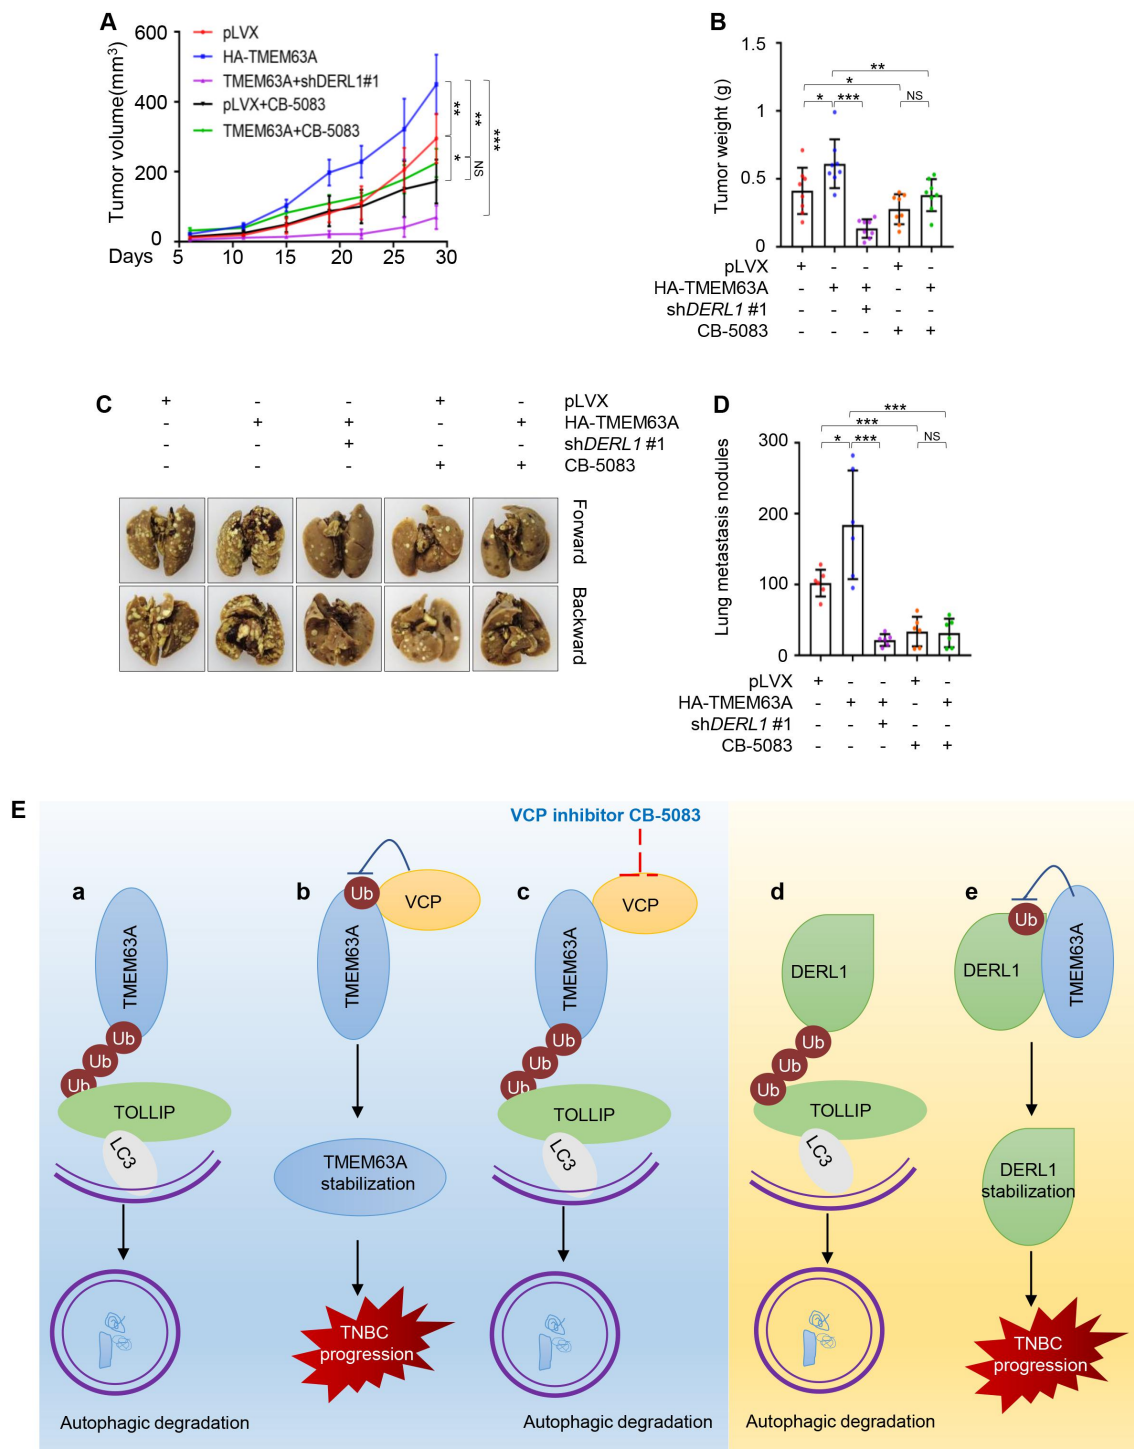 A
Tumor volume(mm3)
600
400
200
0
Days
5
10
15
20
25
30
pLVX
HA-TMEM63A
TMEM63A+shDERL1#1
pLVX+CB-5083
TMEM63A+CB-5083
**
*
**
NS
***
B
Tumor weight (g)
1.5
1
0.5
0
**
*
* *** NS
pLVX + - - + -
HA-TMEM63A - + + - +
shDERL1 #1 - - + - -
CB-5083 - - - + +
C
+ - - + - pLVX
- + + - + HA-TMEM63A
- - + - - shDERL1 #1
- - - + + CB-5083
Forward
Backward
D
Lung metastasis nodules
300
200
100
0
***
***
* *** NS
pLVX + - - + -
HA-TMEM63A - + + - +
shDERL1 #1 - - + - -
CB-5083 - - - + +
E
VCP inhibitor CB-5083
a
TMEM63A
Ub
Ub
Ub
TOLLIP
LC3
Autophagic degradation
b
Ub
VCP
TMEM63A
TMEM63A
stabilization
TNBC
progression
c
VCP
TMEM63A
Ub
Ub
Ub
TOLLIP
LC3
Autophagic degradation
d
DERL1
Ub
Ub
Ub
TOLLIP
LC3
Autophagic degradation
e
Ub
DERL1
TMEM63A
DERL1
stabilization
TNBC
progression